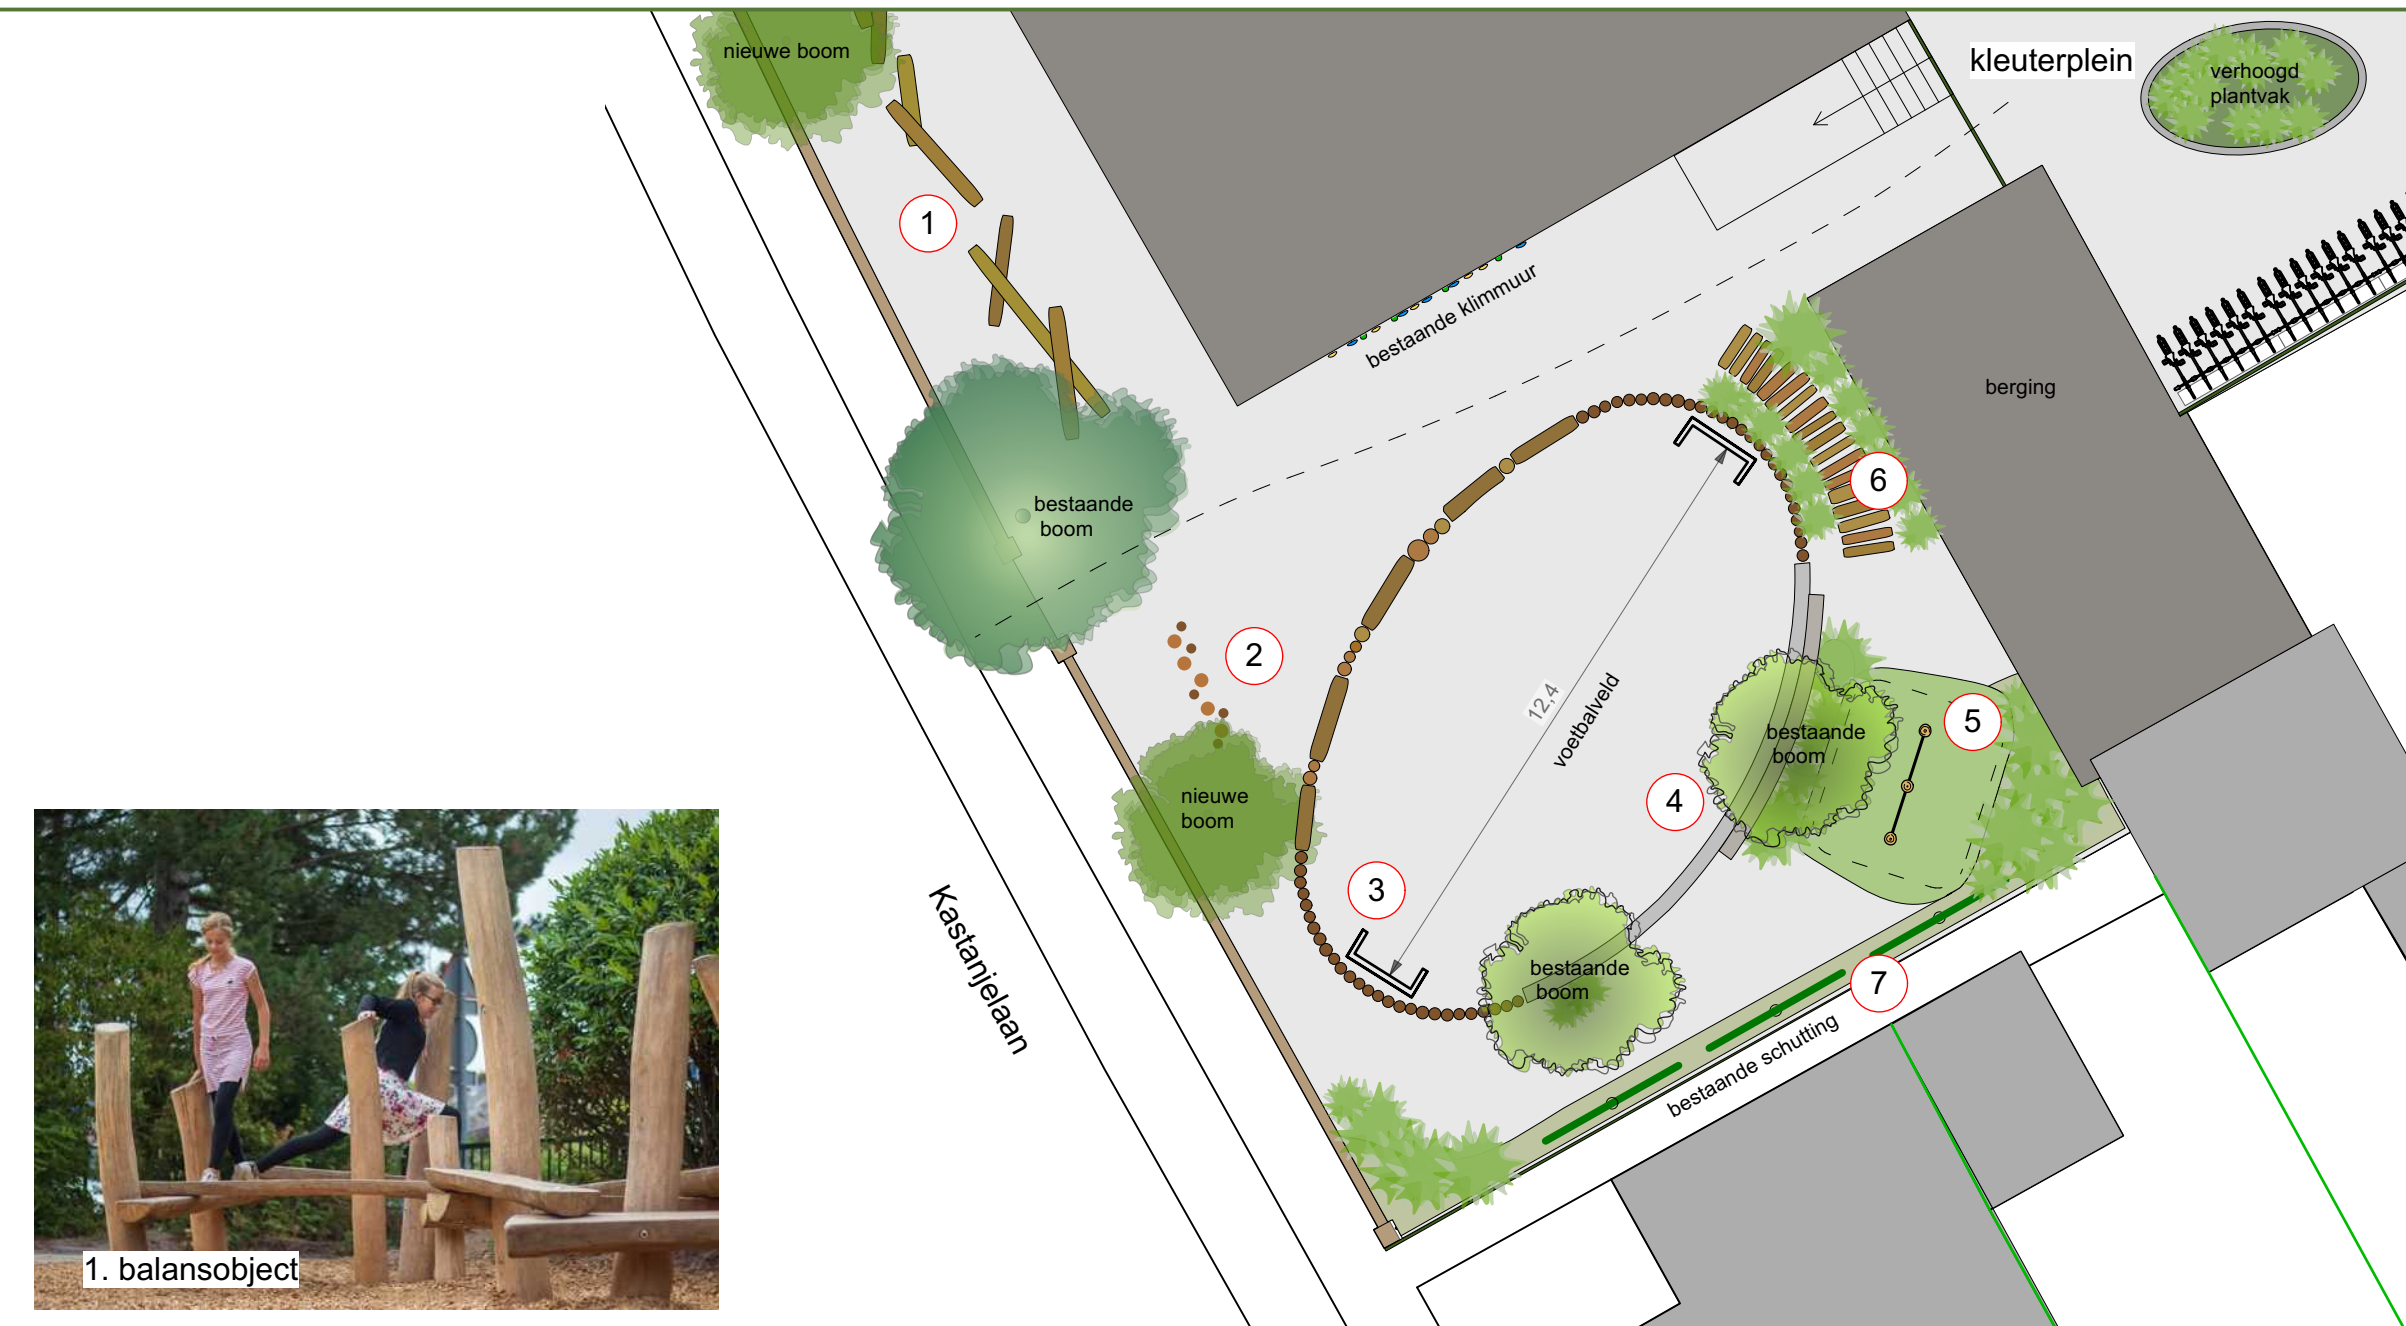 nieuwe boom
kleuterplein
verhoogd
plantvak
1
bestaande klimmuur
berging
6
bestaande
boom
2
12,4
voetbalveld
5
bestaande
boom
4
nieuwe
boom
3
Kastanjelaan
bestaande
boom
7
bestaande schutting
1. balansobject